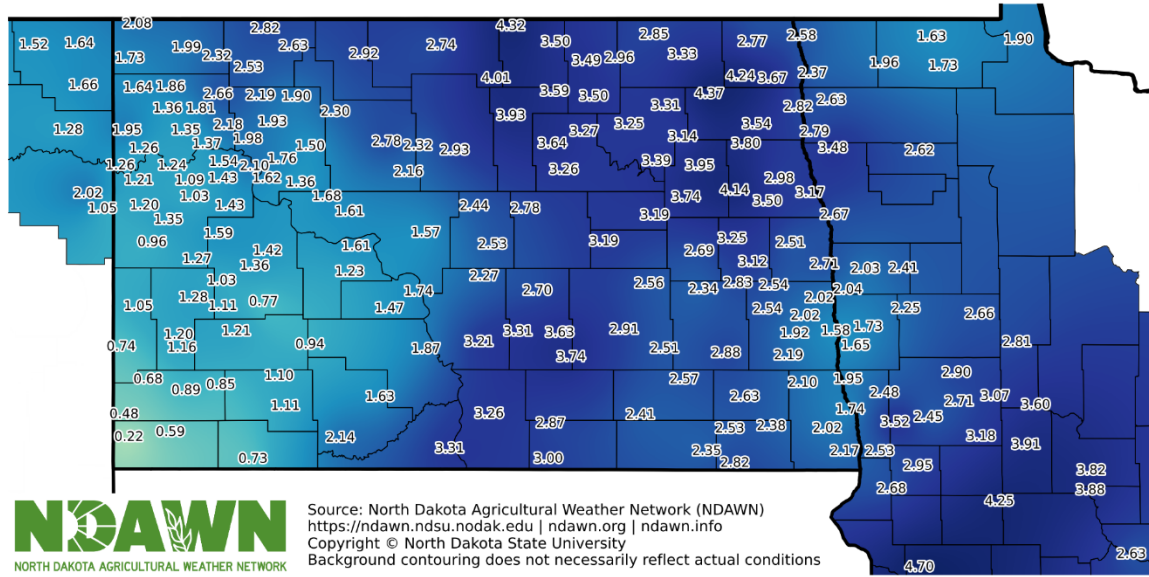 2.08 2.82 4.32
1.52 1.64 1.99 2.63 2.74 3.50 2.85 3.33 2.77 2.58 1.63 1.90
1.73 2.32 2.53 2.92 3.49 2.96 1.96 1.73
1.66 1.64 1.86 4.01 4.24 3.67 2.37
2.66 2.19 1.90 3.59 3.50 4.37
1.36 1.81 2.30 3.93 3.31 2.82 2.63
1.28 1.95 1.35 2.18 1.93 3.27 3.25 3.54 2.79
1.26 1.37 1.98 1.50 2.78 2.32 2.93 3.64 3.14 3.80 3.48 2.62
1.26 1.24 1.54 2.10 1.76 2.16 3.26 3.39 3.95
1.21 1.09 1.43 1.62 1.36 2.98
2.02 1.03 1.68 3.74 4.14 3.50 3.17
1.05 1.20 1.43 1.61 2.44 2.78 3.19 2.67
1.35
0.96 1.59 1.61 1.57 2.53 3.19 3.25 2.51
1.27 1.42 1.36 1.23 2.69 3.12 2.71 2.03 2.41
1.03 2.27 2.56 2.83 2.54
1.05 1.28 1.11 0.77 1.47 1.74 2.70 2.34 2.02 2.04
2.54 2.02 2.25 2.66
1.20 1.21 3.31 3.63 2.91 1.92 1.58 1.73
0.74 1.16 0.94 1.87 3.21 3.74 2.51 2.88 2.19 1.65 2.81
0.68 0.89 0.85 1.10 2.57 2.10 1.95 2.90
1.11 1.63 2.63 2.48 2.71 3.07
0.48 3.26 2.87 2.41 1.74 2.45 3.60
0.22 0.59 2.14 2.53 2.38 2.02 3.52 3.18
0.73 3.31 3.00 2.35 2.82 2.17 2.53 2.95 3.91
3.82
2.68 3.88
4.25
2.63
4.70
NDAWN
NORTH DAKOTA AGRICULTURAL WEATHER NETWORK
Source: North Dakota Agricultural Weather Network (NDAWN)
https://ndawn.ndsu.nodak.edu | ndawn.org | ndawn.info
Copyright © North Dakota State University
Background contouring does not necessarily reflect actual conditions